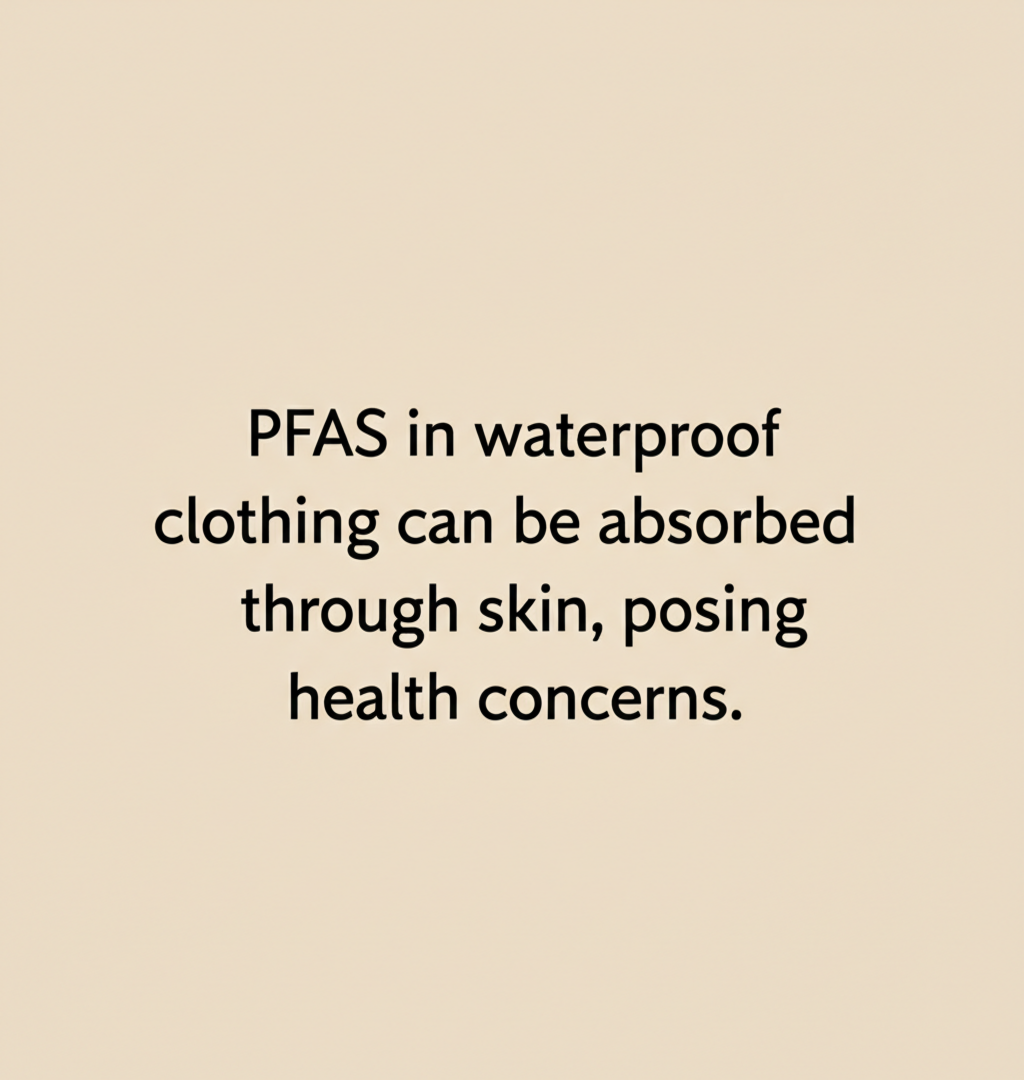 PFAS in waterproof
clothing can be absorbed
through skin, posing
health concerns.